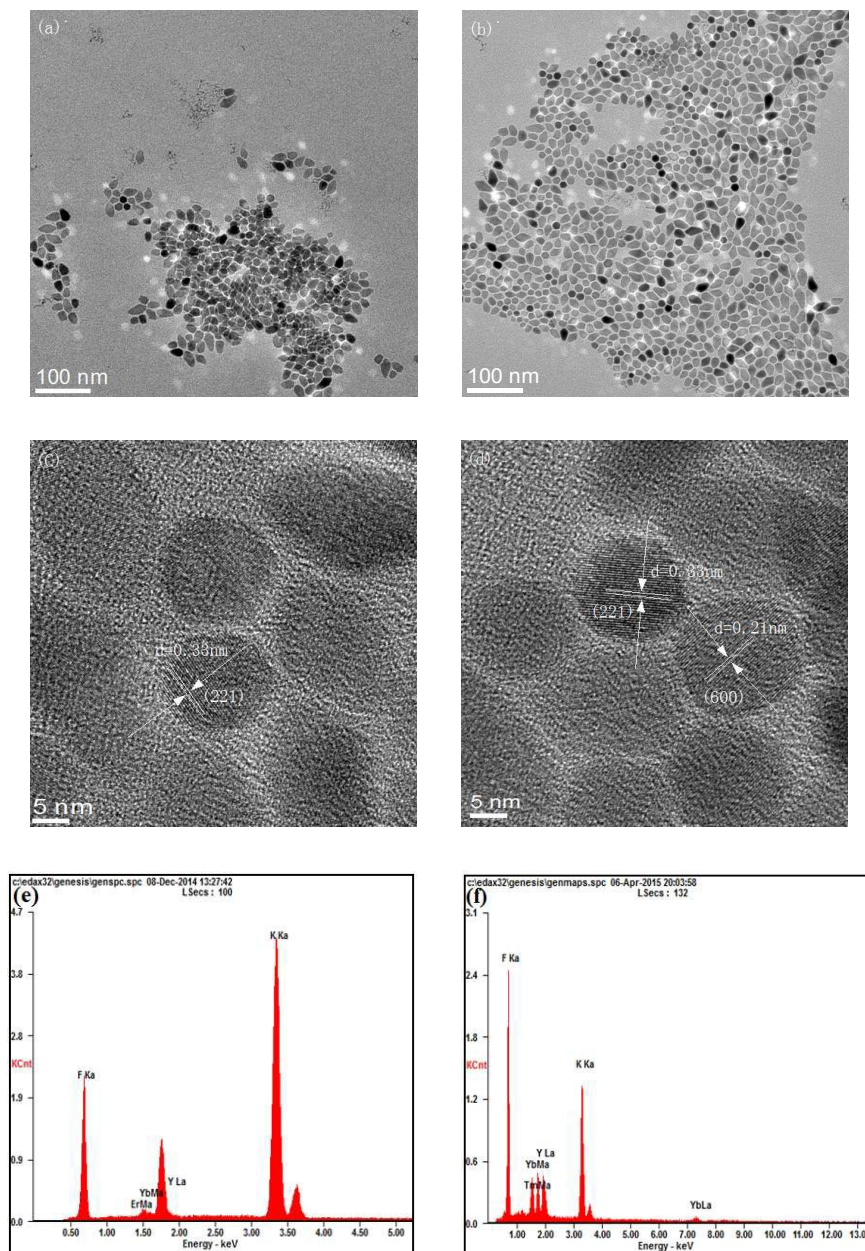 (a)
100 nm
(b)
100 nm
(c)
d=0.33nm
(221)
5 nm
(d)
d=0.33nm
(221)
d=0.21nm
(600)
5 nm
c:\edax32\genesis\genspc.spc 08-Dec-2014 13:27:42
LSecs : 100
(e)
4.7
3.8
2.8
KCnt
1.9
0.9
0.0
F Ka
ErMa
YbMa
Y La
K Ka
0.50 1.00 1.50 2.00 2.50 3.00 3.50 4.00 4.50 5.00
Energy - keV
c:\edax32\genesis\genmaps.spc 06-Apr-2015 20:03:58
LSecs : 132
(f)
3.1
2.4
1.8
KCnt
1.2
0.6
0.0
F Ka
Y La
YbMa
TmMa
K Ka
YbLa
1.00 2.00 3.00 4.00 5.00 6.00 7.00 8.00 9.00 10.00 11.00 12.00 13.0
Energy - keV